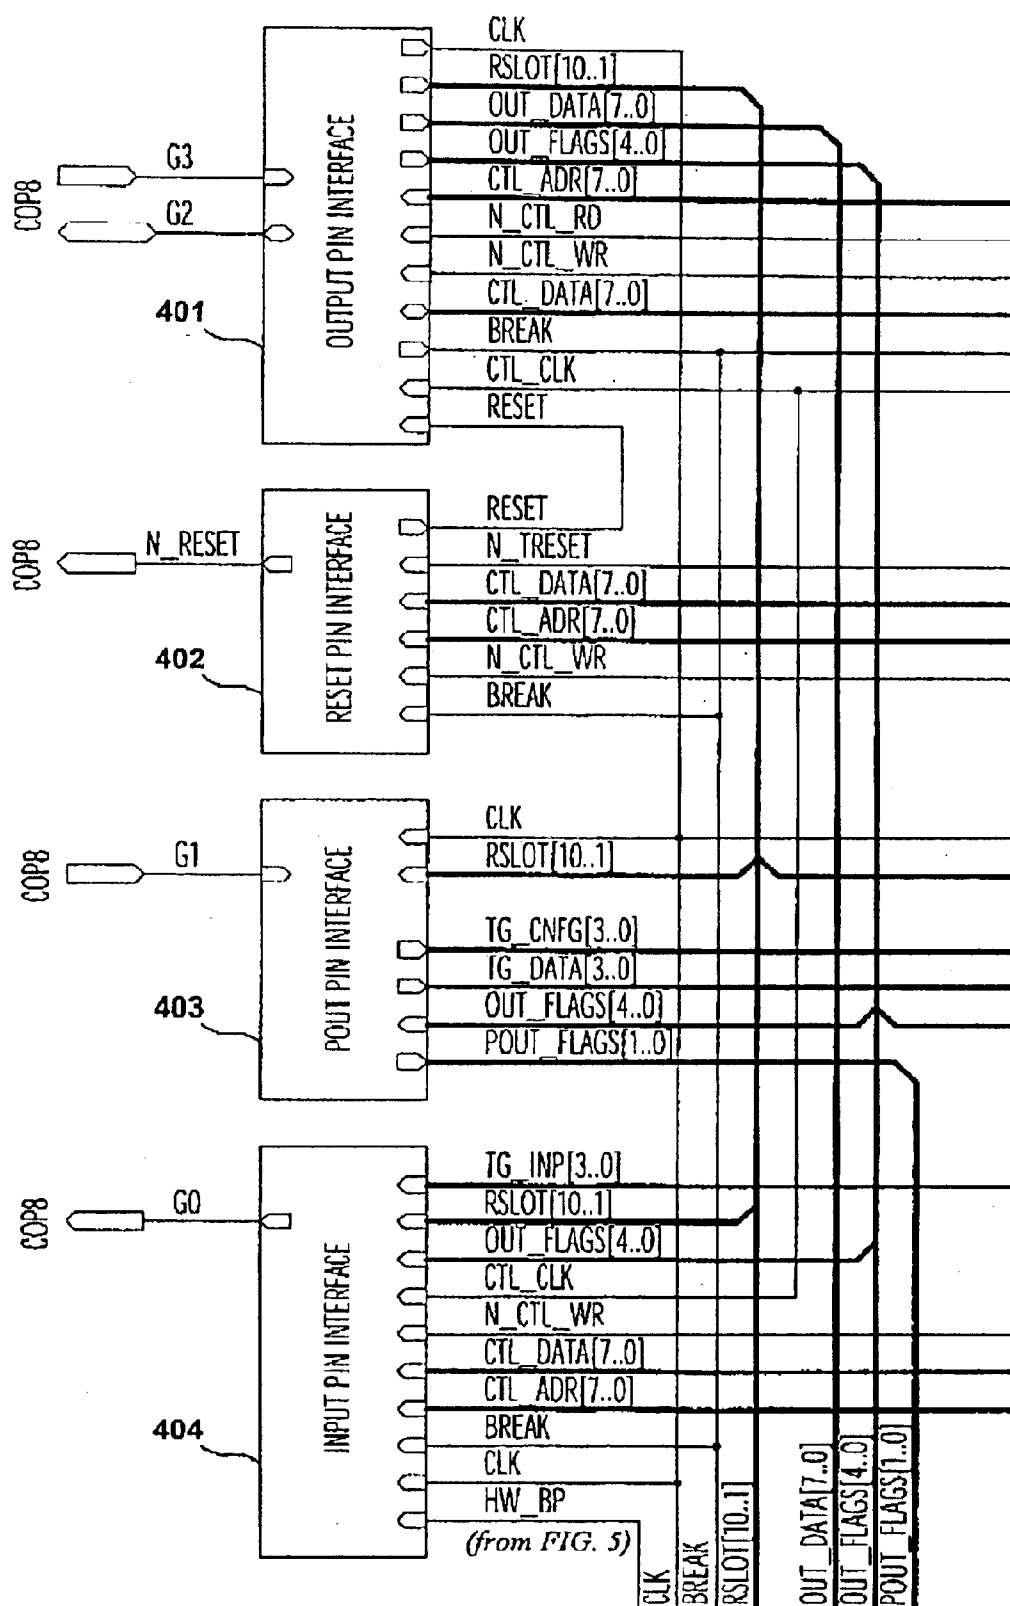 CLK
RSLOT[10..1]
OUT_DATA[7..0]
OUT_FLAGS[4..0]
CTL_ADR[7..0]
N_CTL_RD
N_CTL_WR
CTL_DATA[7..0]
BREAK
CTL_CLK
RESET
COP8
G3
G2
OUTPUT PIN INTERFACE
401
RESET
N_TRESET
CTL_DATA[7..0]
CTL_ADR[7..0]
N_CTL_WR
BREAK
COP8
N_RESET
RESET PIN INTERFACE
402
CLK
RSLOT[10..1]
TG_CNFG[3..0]
TG_DATA[3..0]
OUT_FLAGS[4..0]
POUT_FLAGS[1..0]
COP8
G1
POUT PIN INTERFACE
403
TG_INP[3..0]
RSLOT[10..1]
OUT_FLAGS[4..0]
CTL_CLK
N_CTL_WR
CTL_DATA[7..0]
CTL_ADR[7..0]
BREAK
CLK
HW_BP
(from FIG. 5)
COP8
G0
INPUT PIN INTERFACE
404
CLK
BREAK
RSLOT[10..1]
OUT_DATA[7..0]
OUT_FLAGS[4..0]
POUT_FLAGS[1..0]